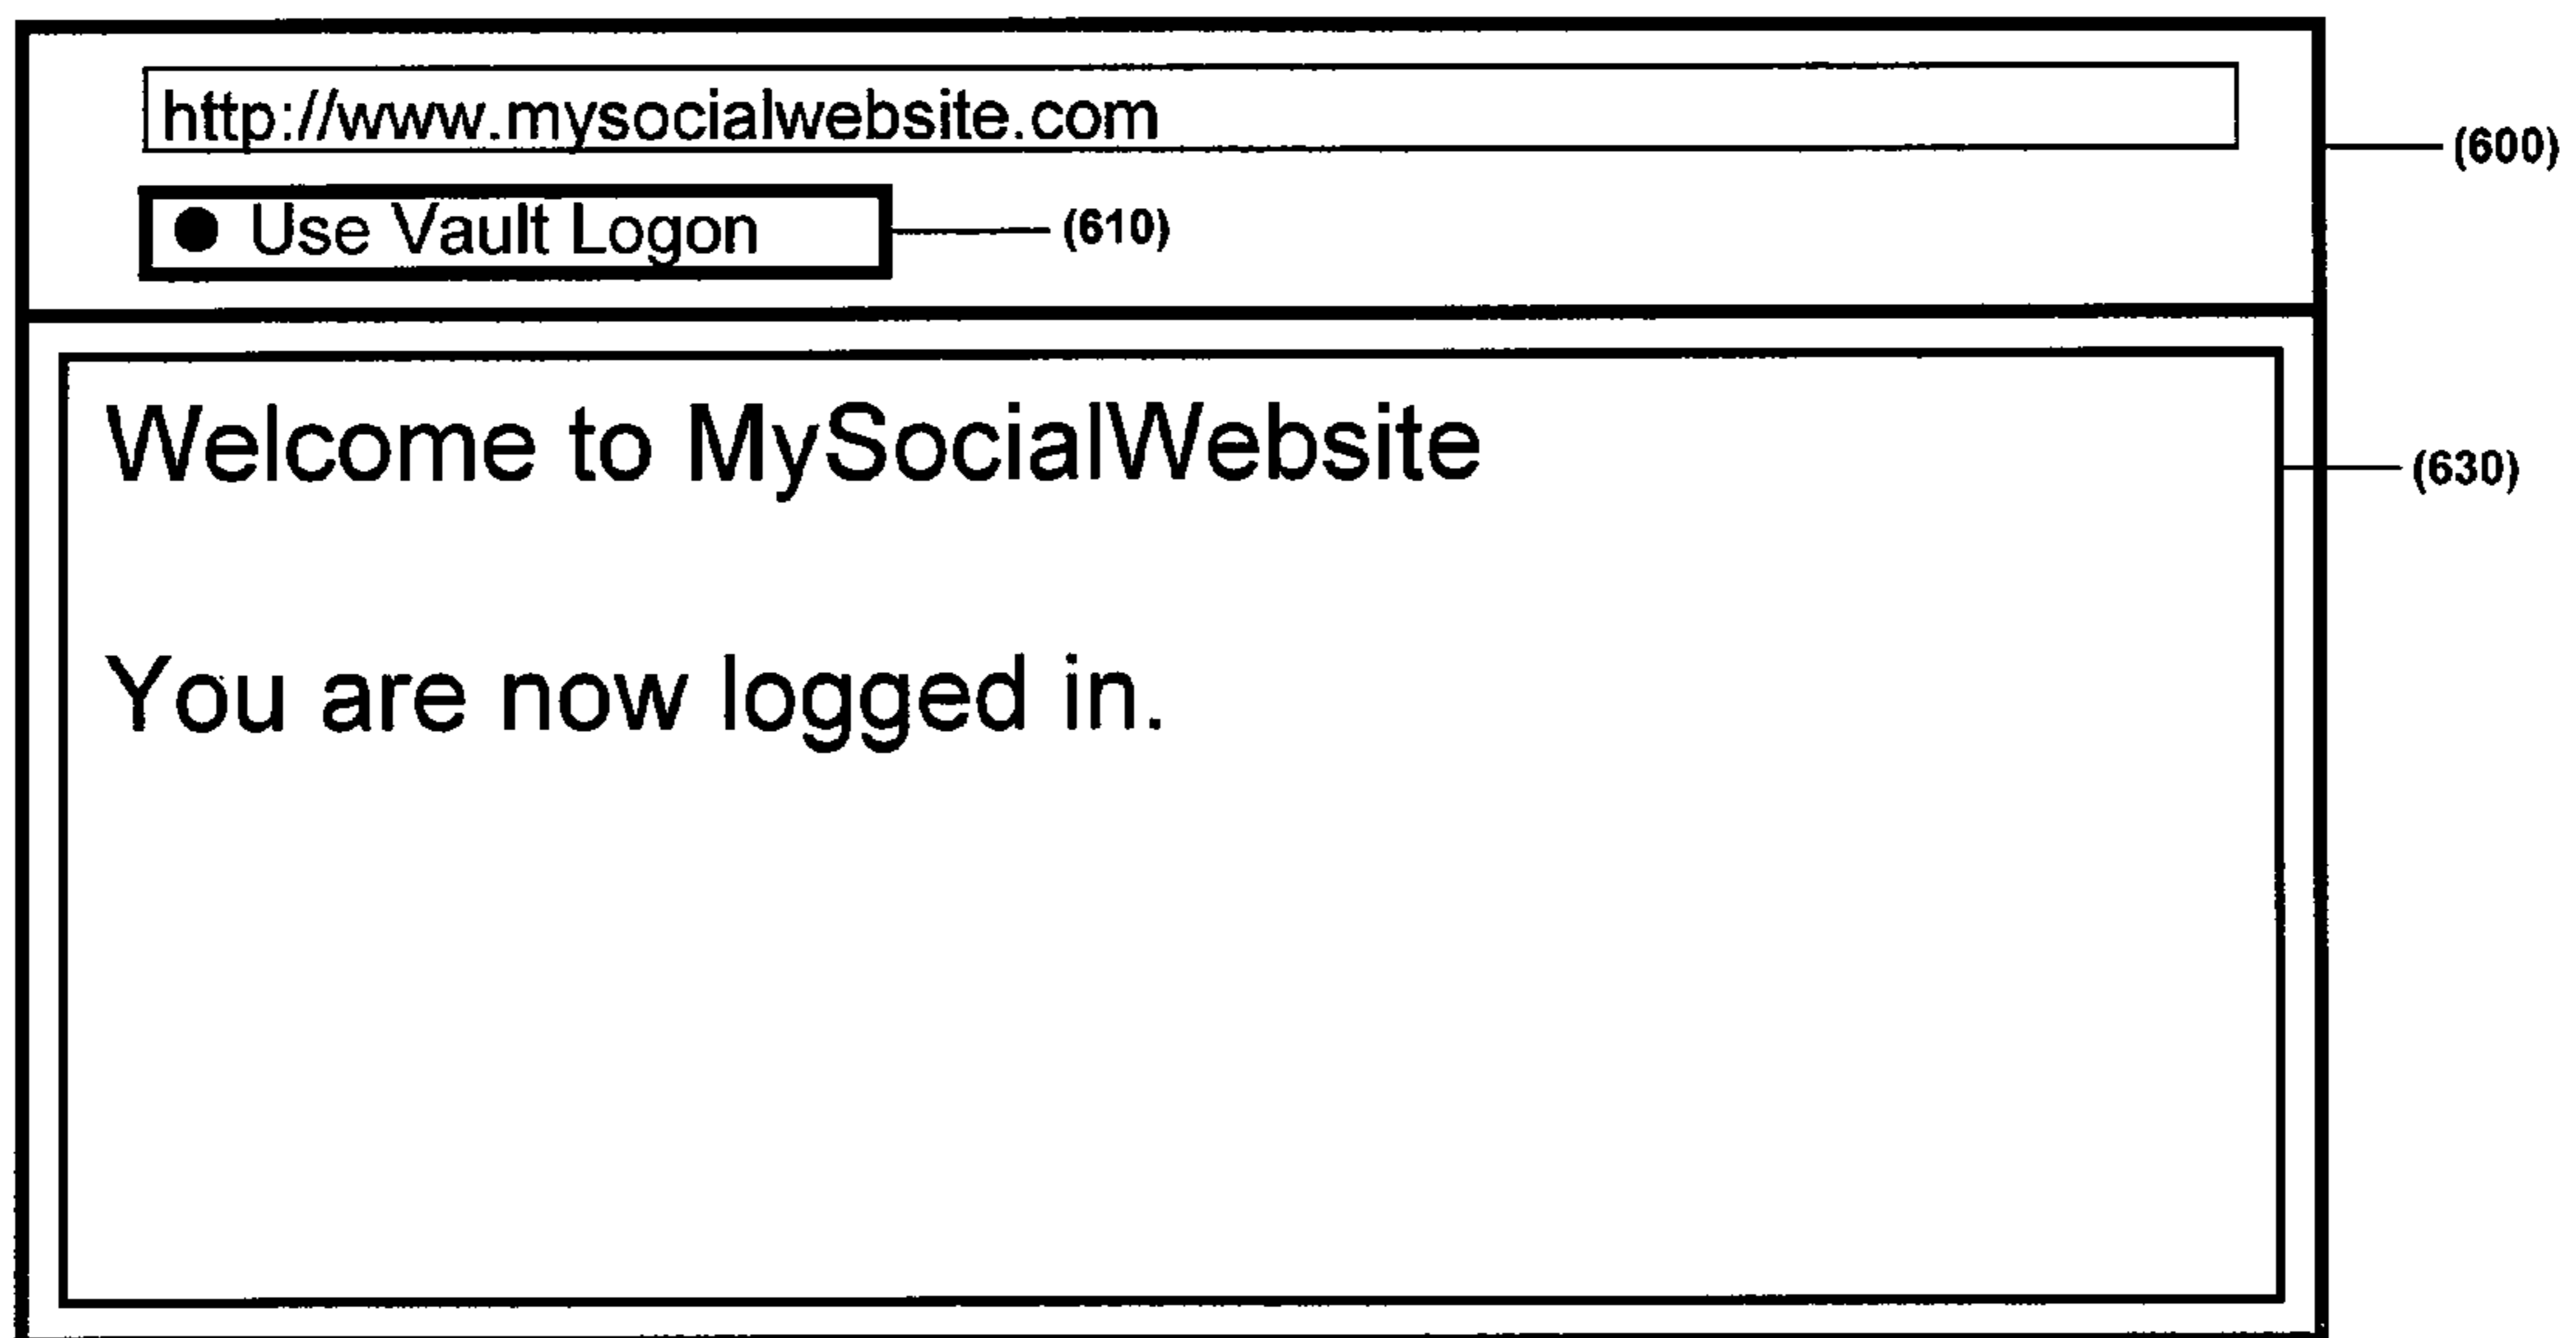 http://www.mysocialwebsite.com
(600)
● Use Vault Logon
(610)
Welcome to MySocialWebsite
(630)
You are now logged in.